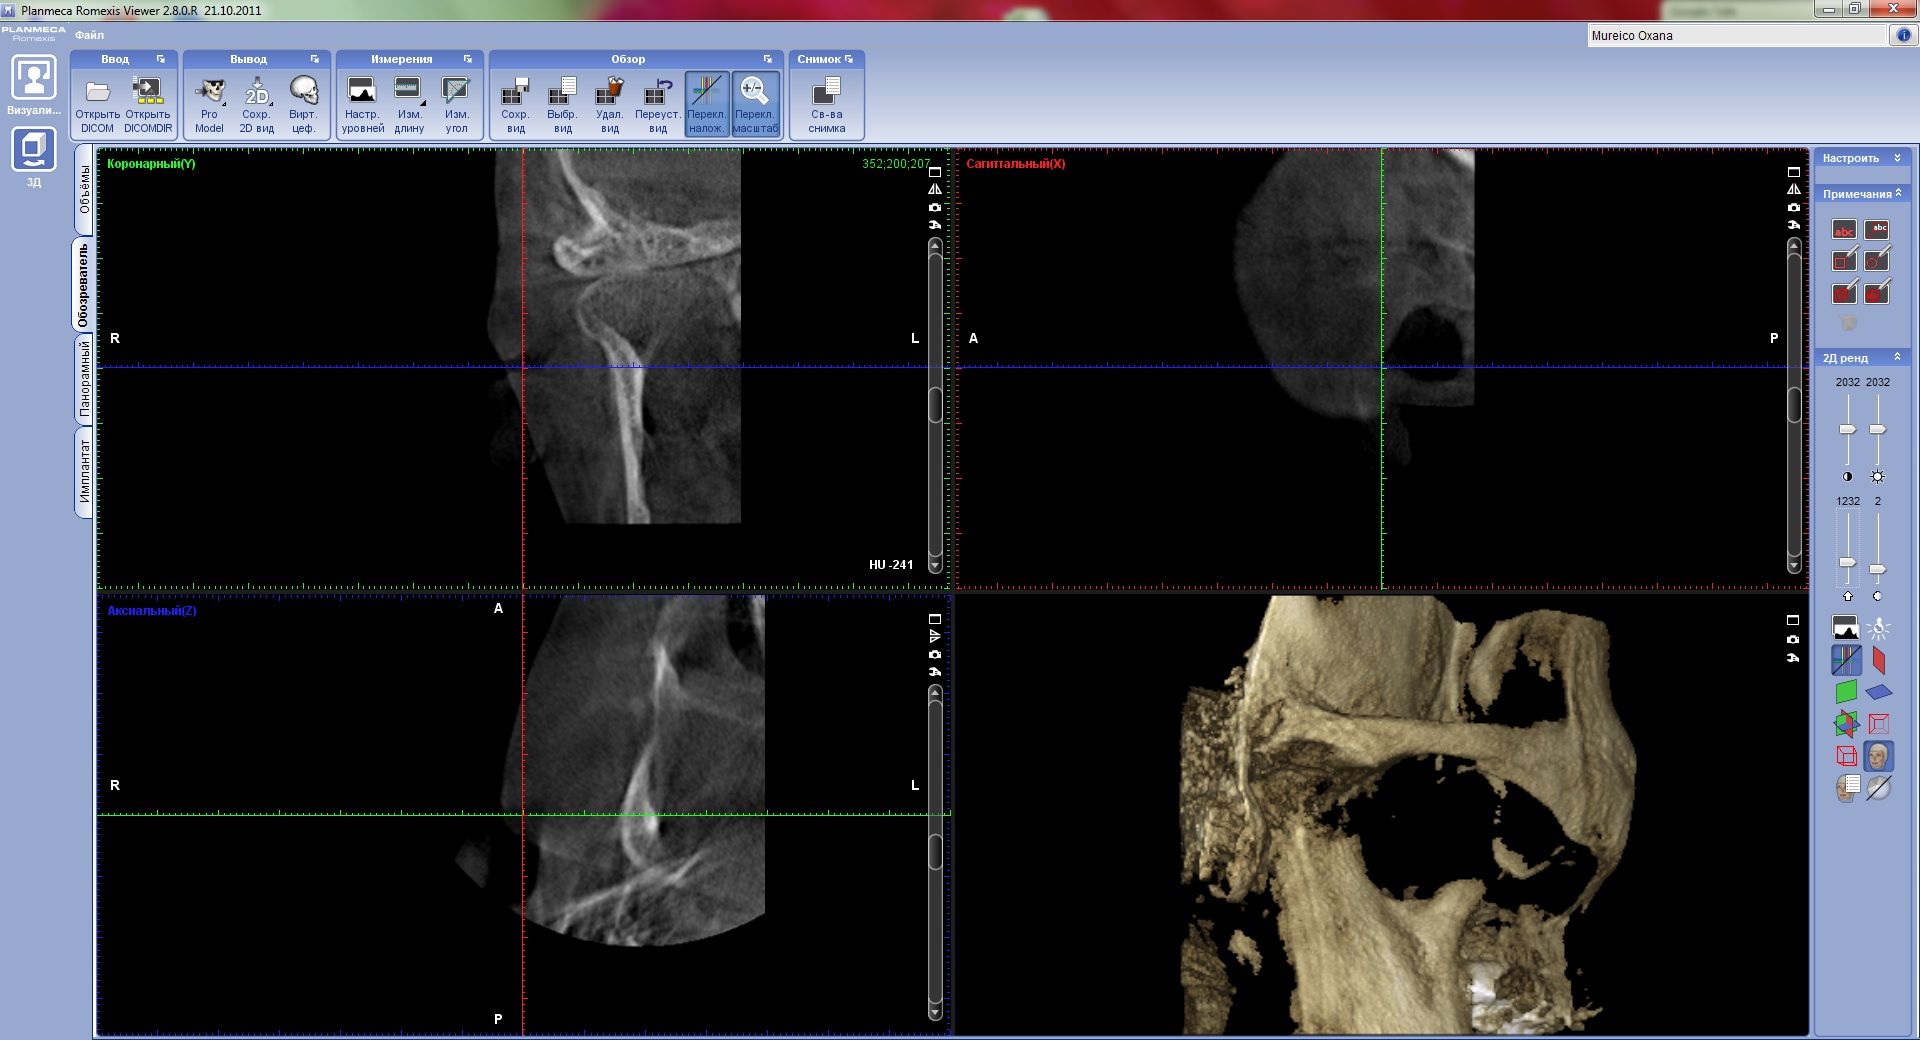 Planmeca Romexis Viewer 2.8.0.R 21.10.2011
PLANMECA
Romexis
Файл
Mureico Oxana
Визуали...
3Д
Ввод
Открыть
DICOM
Открыть
DICOMDIR
Вывод
Pro
Model
Сохр.
2D вид
Вирт.
цеф.
Измерения
Настр.
уровней
Изм.
длину
Изм.
угол
Обзор
Сохр.
вид
Выбр.
вид
Удал.
вид
Переуст.
вид
Перекл.
налож.
Перекл.
масштаб
Снимок
Св-ва
снимка
Объёмы
Обозреватель
Панорамный
Имплантат
Коронарный(Y)
352;200;207
R
L
HU -241
Сагиттальный(X)
A
P
Аксиальный(Z)
A
R
L
P
Настроить
Примечания
abc
abc
2Д ренд
2032 2032
1232 2